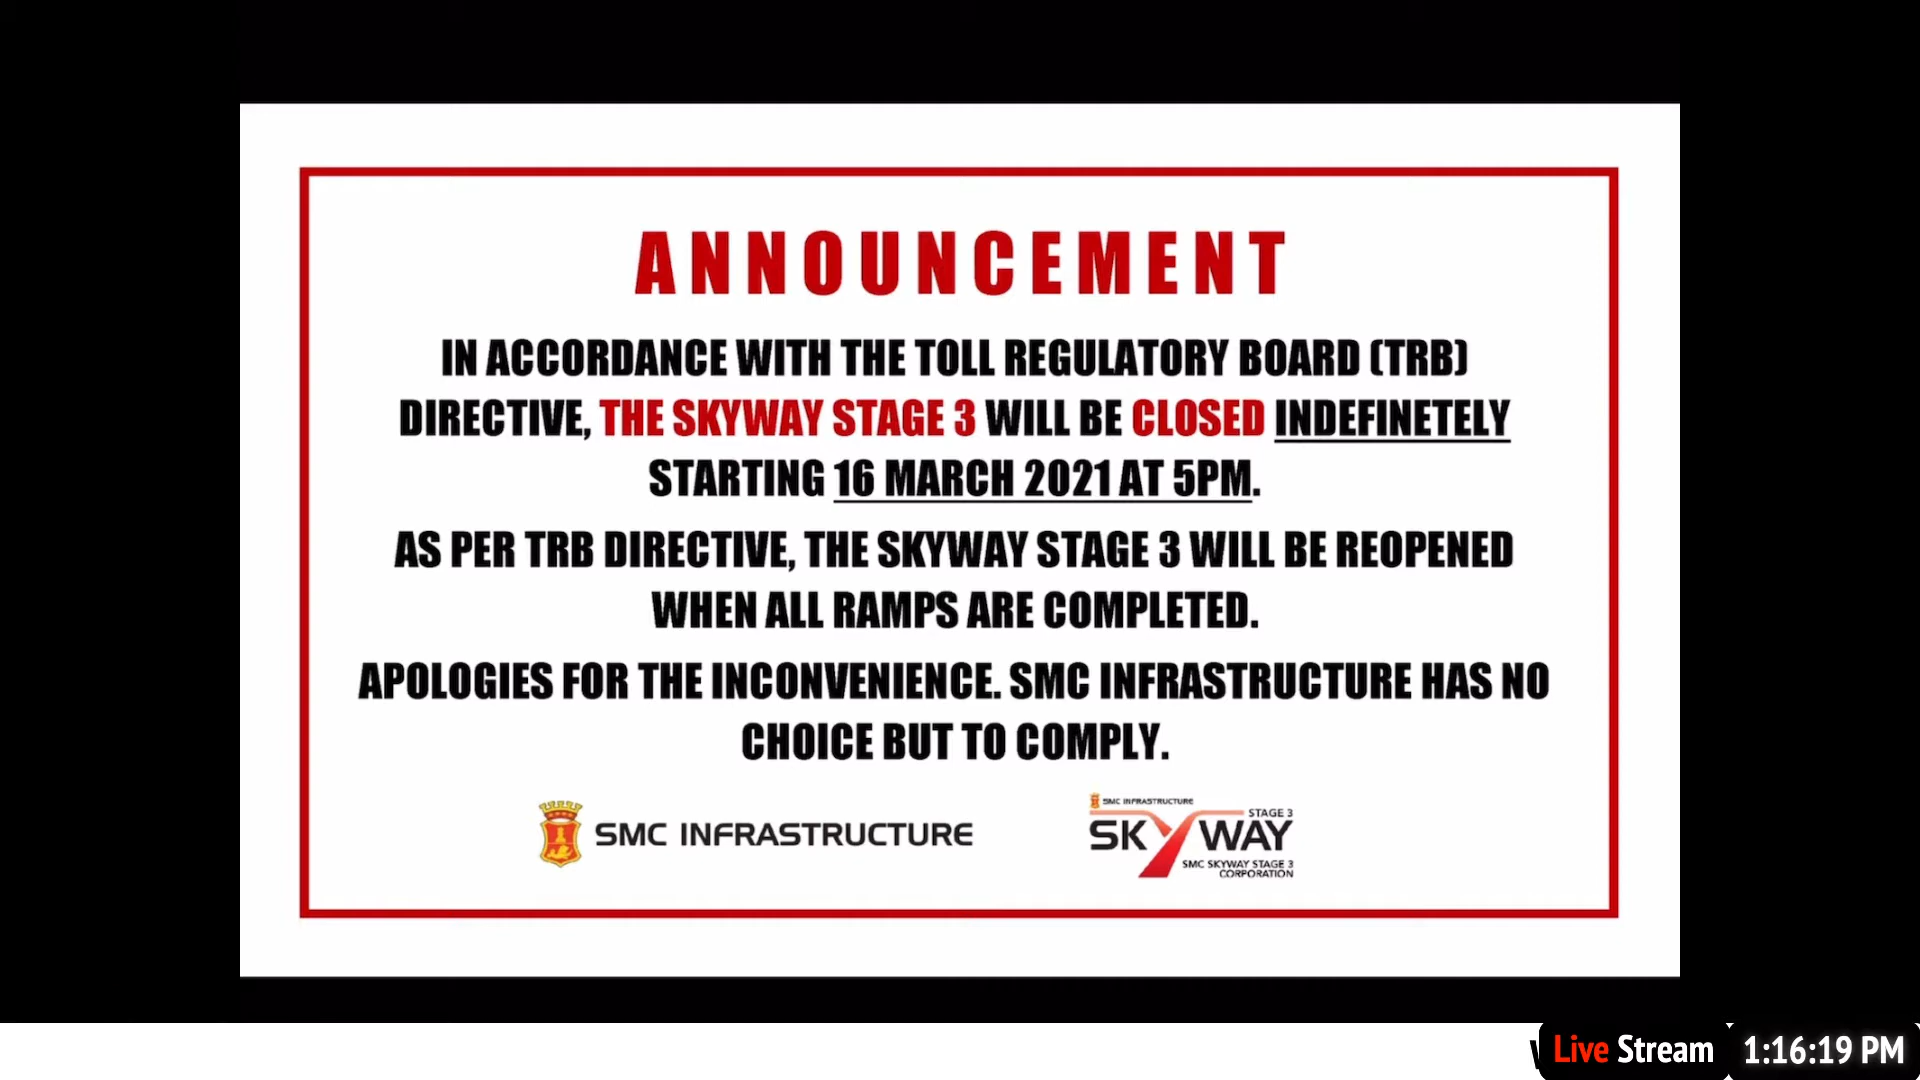 ANNOUNCEMENT
IN ACCORDANCE WITH THE TOLL REGULATORY BOARD (TRB)
DIRECTIVE, THE SKYWAY STAGE 3 WILL BE CLOSED INDEFINETELY
STARTING 16 MARCH 2021 AT 5PM.
AS PER TRB DIRECTIVE, THE SKYWAY STAGE 3 WILL BE REOPENED
WHEN ALL RAMPS ARE COMPLETED.
APOLOGIES FOR THE INCONVENIENCE. SMC INFRASTRUCTURE HAS NO
CHOICE BUT TO COMPLY.
SMC INFRASTRUCTURE
SMC INFRASTRUCTURE
STAGE 3
SKYWAY
SMC SKYWAY STAGE 3
CORPORATION
Live Stream 1:16:19 PM